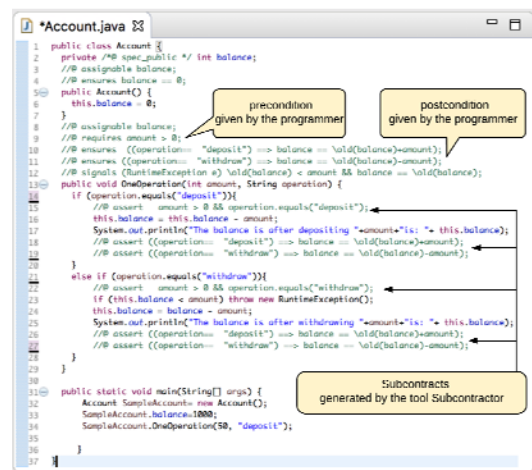 *Account.java
1 public class Account {
2 private /*@ spec_public */ int balance;
3 //@ assignable balance;
4 //@ ensures balance == 0;
5 public Account() {
6 this.balance = 0;
7 }
8 //@ assignable balance;
9 //@ requires amount > 0;
10 //@ ensures ((operation== "deposit") ==> balance == \old(balance)+amount);
11 //@ ensures ((operation== "withdraw") ==> balance == \old(balance)-amount);
12 //@ signals (RuntimeException e) \old(balance) < amount && balance == \old(balance);
13 public void OneOperation(int amount, String operation) {
14 if (operation.equals("deposit")){
15 //@ assert amount > 0 && operation.equals("deposit");
16 this.balance = this.balance - amount;
17 System.out.println("The balance is after depositing "+amount+"is: "+ this.balance);
18 //@ assert ((operation== "deposit") ==> balance == \old(balance)+amount);
19 //@ assert ((operation== "withdraw") ==> balance == \old(balance)-amount);
20 }
21 else if (operation.equals("withdraw")){
22 //@ assert amount > 0 && operation.equals("withdraw");
23 if (this.balance < amount) throw new RuntimeException();
24 this.balance = balance - amount;
25 System.out.println("The balance is after withdrawing "+amount+"is: "+ this.balance);
26 //@ assert ((operation== "deposit") ==> balance == \old(balance)+amount);
27 //@ assert ((operation== "withdraw") ==> balance == \old(balance)-amount);
28 }
29 }
30
31 public static void main(String[] args) {
32 Account SampleAccount= new Account();
33 SampleAccount.balance=1000;
34 SampleAccount.OneOperation(50, "deposit");
35
36 }
37 }
precondition
given by the programmer
postcondition
given by the programmer
Subcontracts
generated by the tool Subcontractor